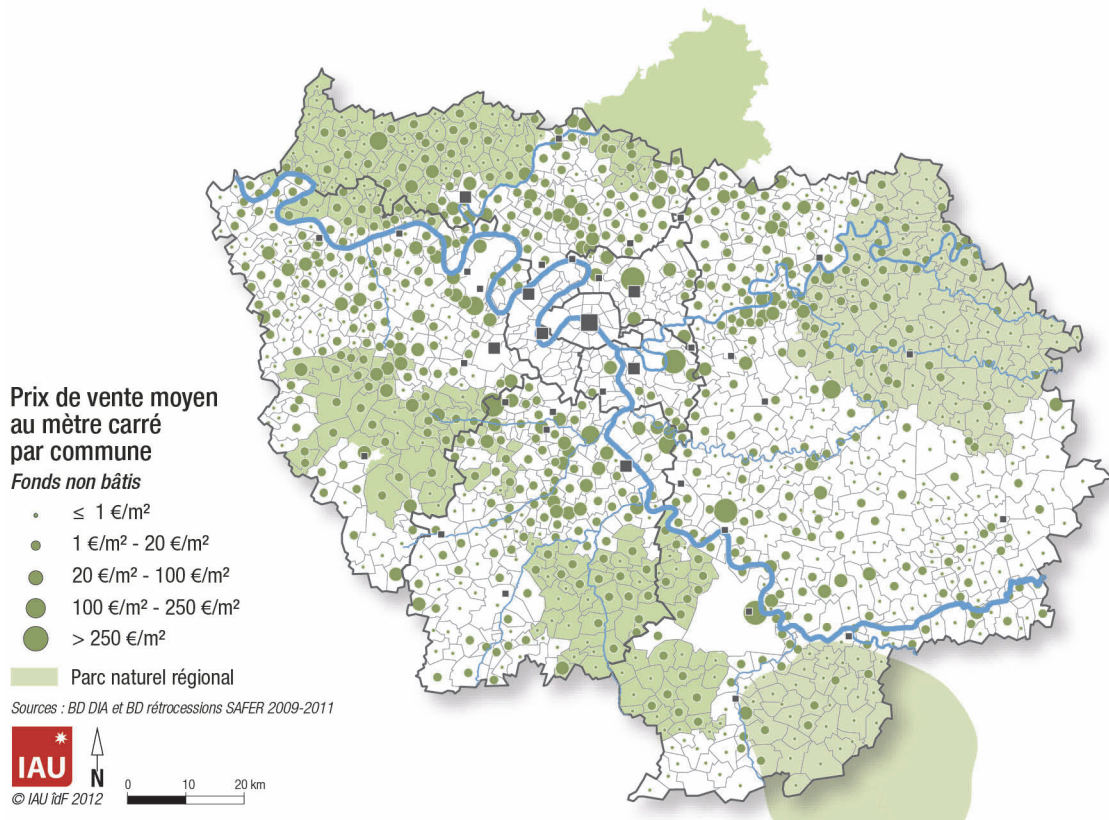 Prix de vente moyen
au mètre carré
par commune
Fonds non bâtis
≤ 1 €/m²
1 €/m² - 20 €/m²
20 €/m² - 100 €/m²
100 €/m² - 250 €/m²
> 250 €/m²
Parc naturel régional
Sources : BD DIA et BD rétrocessions SAFER 2009-2011
IAU
N
0 10 20 km
© IAU îdF 2012